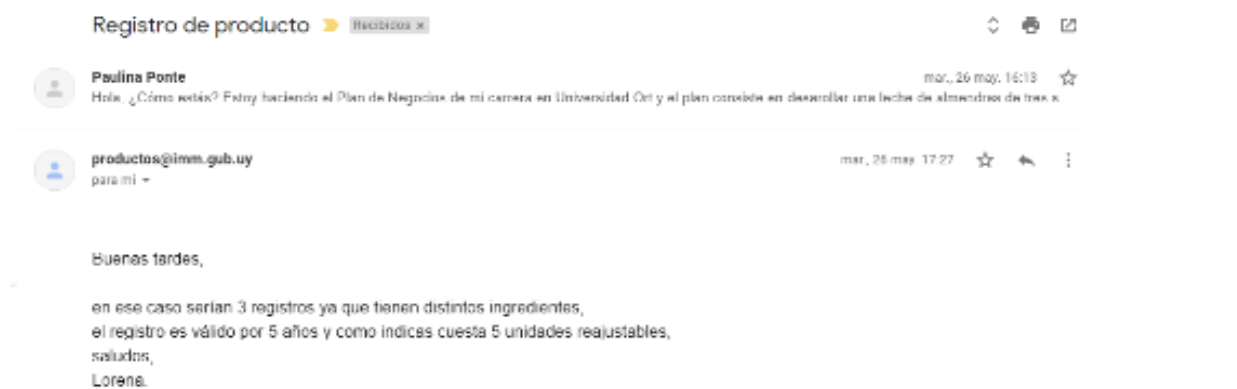 Registro de producto Recibidos x
Paulina Ponte mar., 26 may. 16:13
Hola, ¿Cómo estás? Estoy haciendo el Plan de Negocios de mi carrera en Universidad Ort y el plan consiste en desarollar una leche de almendras de tres s
productos@imm.gub.uy mar., 26 may. 17:27
para mí
Buenas tardes,
en ese caso serían 3 registros ya que tienen distintos ingredientes,
el registro es válido por 5 años y como indicas cuesta 5 unidades reajustables,
saludos,
Lorena.